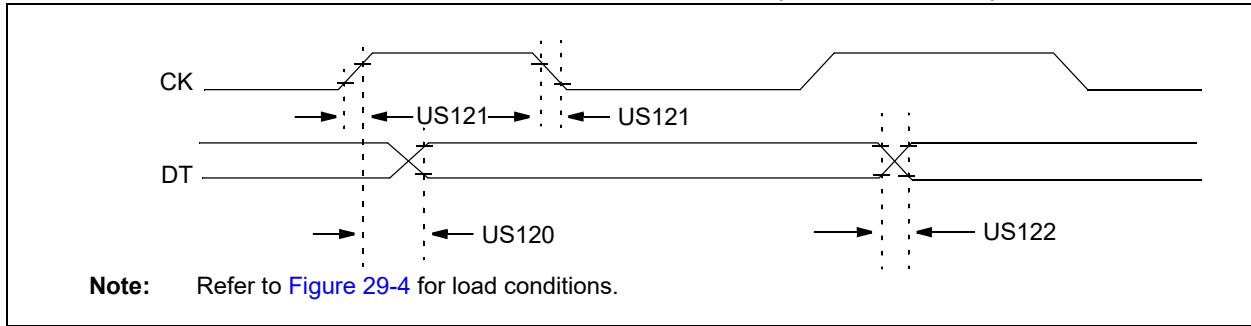 CK
US121 US121
DT
US120 US122
Note: Refer to Figure 29-4 for load conditions.